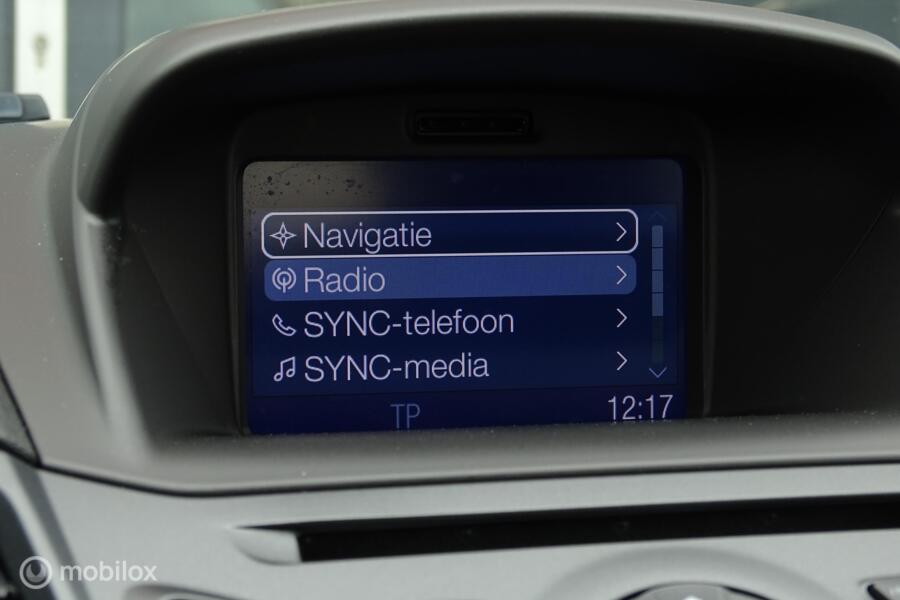 Navigatie
Radio
SYNC-telefoon
SYNC-media
TP
12:17
mobilox